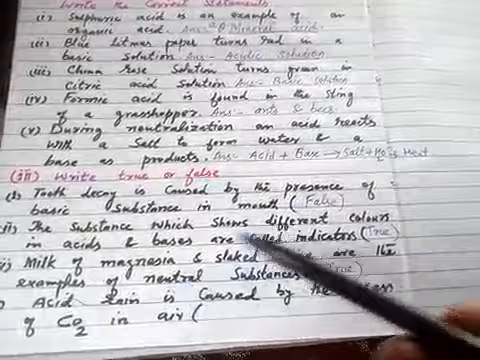 Write the Correct Statements
(i) Sulphuric acid is an example of an
organic acid. Ans- Mineral acid.
(ii) Blue litmus paper turns red in a
basic solution Ans- Acidic Solution
(iii) China rose solution turns green in
Citric acid Solution Ans- Basic Solution
(iv) Formic acid is found in the sting
of a grasshopper. Ans- ants & bees.
(v) During neutralization an acid reacts
with a Salt to form water & a
base as products. Ans- Acid + Base → Salt + H2O + Heat
(iii) Write true or false
(i) Tooth decay is Caused by the presence of
basic Substance in mouth (False)
(ii) The Substance which Shows different colours
in acids & bases are called indicators (True)
Milk of magnesia & slaked are the
examples of neutral Substances
Acid rain is Caused by the
of CO2 in air (